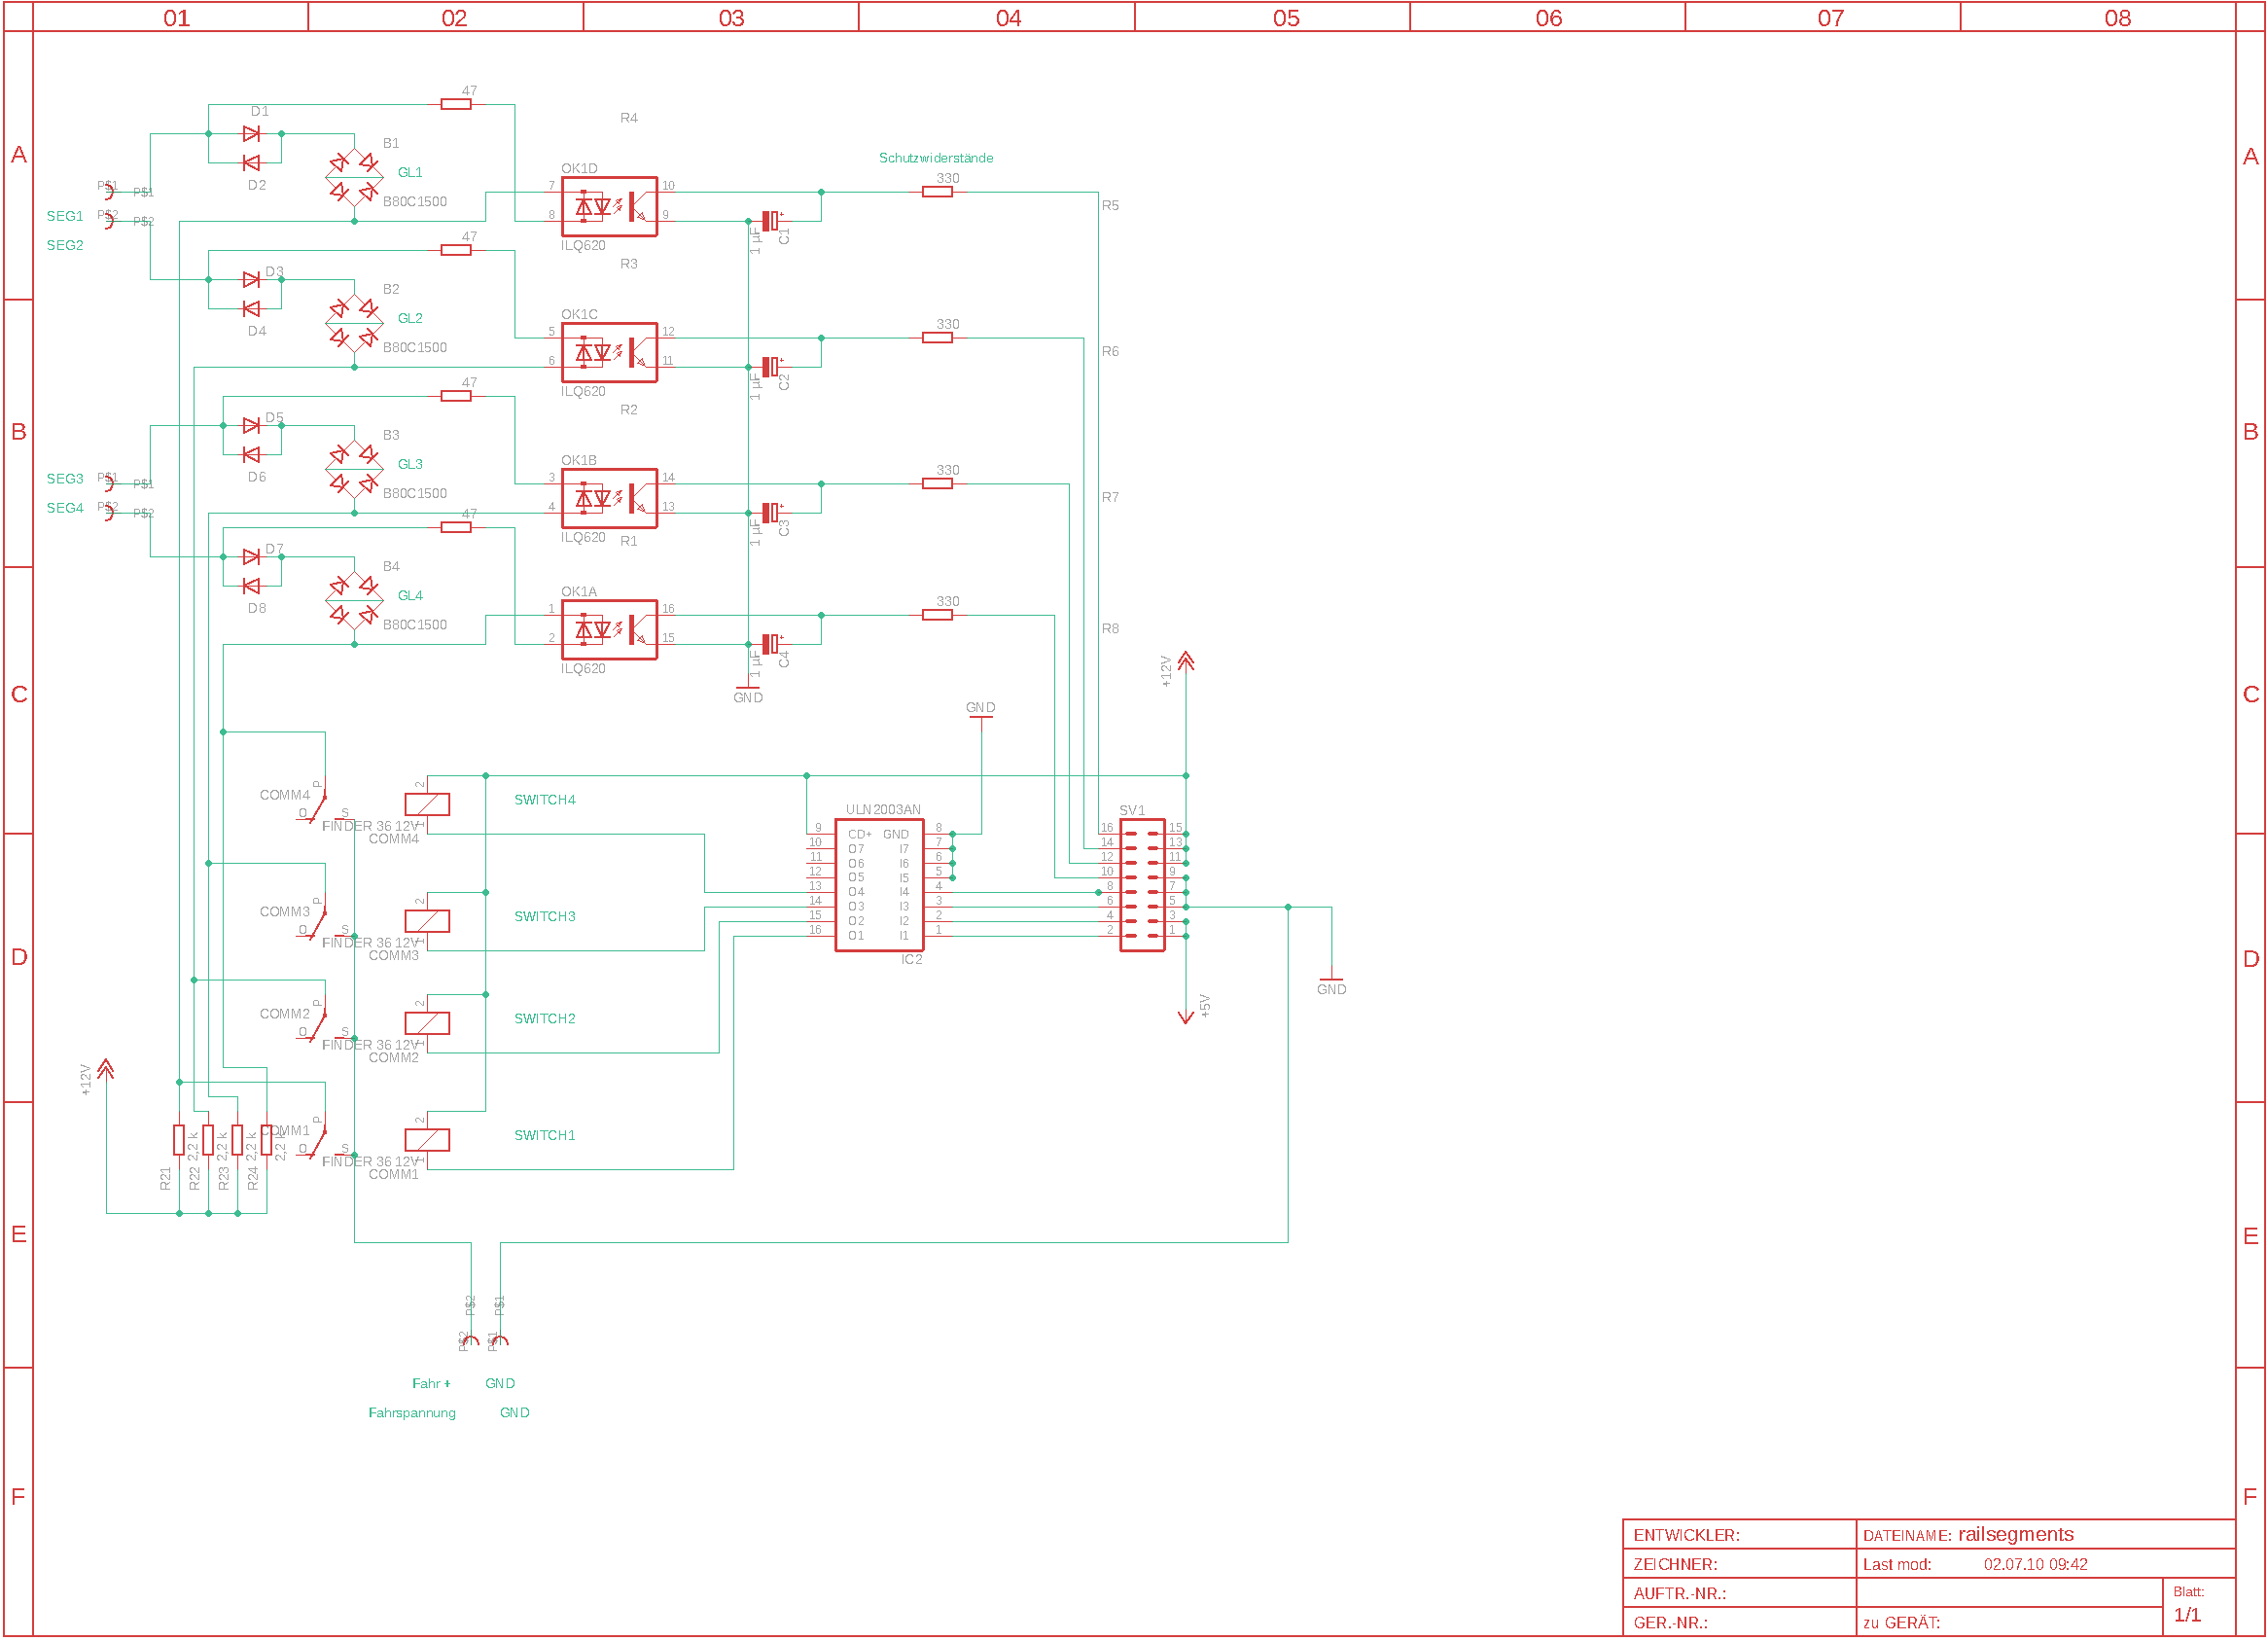 01 02 03 04 05 06 07 08
A A
B B
C C
D D
E E
F F
47
D1
R4
B1
Schutzwiderstände
OK1D
GL1
330
P$1 P$1
D2
7 10
B80C1500
R5
SEG1 P$2 P$2
8 9
1 µF C1
47
SEG2
ILQ620
R3
D3
B2
OK1C
GL2
330
D4
5 12
B80C1500
R6
6 11
1 µF C2
47
ILQ620
R2
D5
B3
OK1B
GL3
330
SEG3 P$1 P$1
D6
3 14
B80C1500
R7
SEG4 P$2 P$2
4 13
47
1 µF C3
ILQ620
R1
D7
B4
OK1A
GL4
330
D8
1 16
B80C1500
R8
2 15
1 µF C4
ILQ620
+12V
GND
GND
COMM4
P
O S
2
1
SWITCH4
FINDER 36 12V
COMM4
ULN2003AN
SV1
9 CD+ GND 8
10 O7 I7 7
11 O6 I6 6
12 O5 I5 5
13 O4 I4 4
14 O3 I3 3
15 O2 I2 2
16 O1 I1 1
IC2
16 15
14 13
12 11
10 9
8 7
6 5
4 3
2 1
COMM3
P
O S
2
1
SWITCH3
FINDER 36 12V
COMM3
GND
+5V
COMM2
P
O S
2
1
SWITCH2
FINDER 36 12V
COMM2
+12V
COMM1
P
O S
2
1
SWITCH1
FINDER 36 12V
COMM1
R21 2,2 k
R22 2,2 k
R23 2,2 k
R24 2,2 k
P$2 P$1
P$2 P$1
Fahr + GND
Fahrspannung GND
ENTWICKLER: DATEINAME: railsegments
ZEICHNER: Last mod: 02.07.10 09:42
AUFTR.-NR.: Blatt:
GER.-NR.: zu GERÄT: 1/1